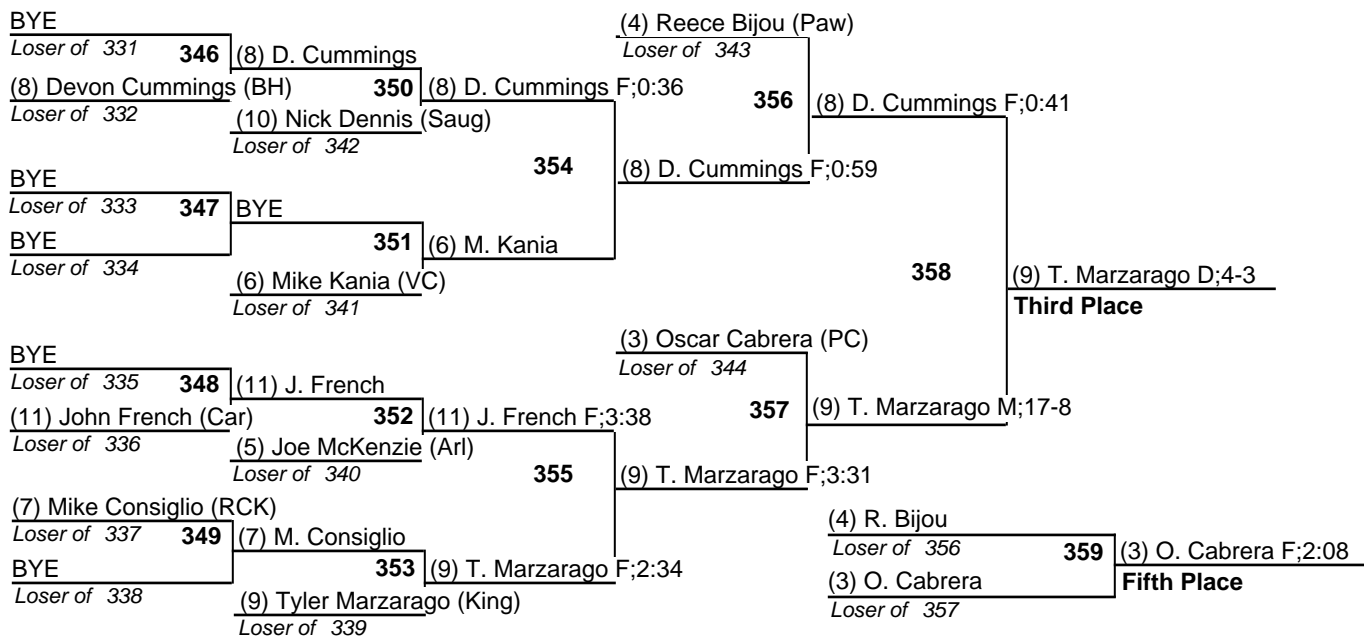 BYE
Loser of 331
346
(8) D. Cummings
(8) Devon Cummings (BH)
Loser of 332
350
(8) D. Cummings F;0:36
(10) Nick Dennis (Saug)
Loser of 342
354
(8) D. Cummings F;0:59
BYE
Loser of 333
347
BYE
BYE
Loser of 334
351
(6) M. Kania
(6) Mike Kania (VC)
Loser of 341
(4) Reece Bijou (Paw)
Loser of 343
356
(8) D. Cummings F;0:41
358
(9) T. Marzarago D;4-3
Third Place
BYE
Loser of 335
348
(11) J. French
(11) John French (Car)
Loser of 336
352
(11) J. French F;3:38
(5) Joe McKenzie (Arl)
Loser of 340
355
(9) T. Marzarago F;3:31
(7) Mike Consiglio (RCK)
Loser of 337
349
(7) M. Consiglio
BYE
Loser of 338
353
(9) T. Marzarago F;2:34
(9) Tyler Marzarago (King)
Loser of 339
(3) Oscar Cabrera (PC)
Loser of 344
357
(9) T. Marzarago M;17-8
(4) R. Bijou
Loser of 356
359
(3) O. Cabrera F;2:08
(3) O. Cabrera
Fifth Place
Loser of 357